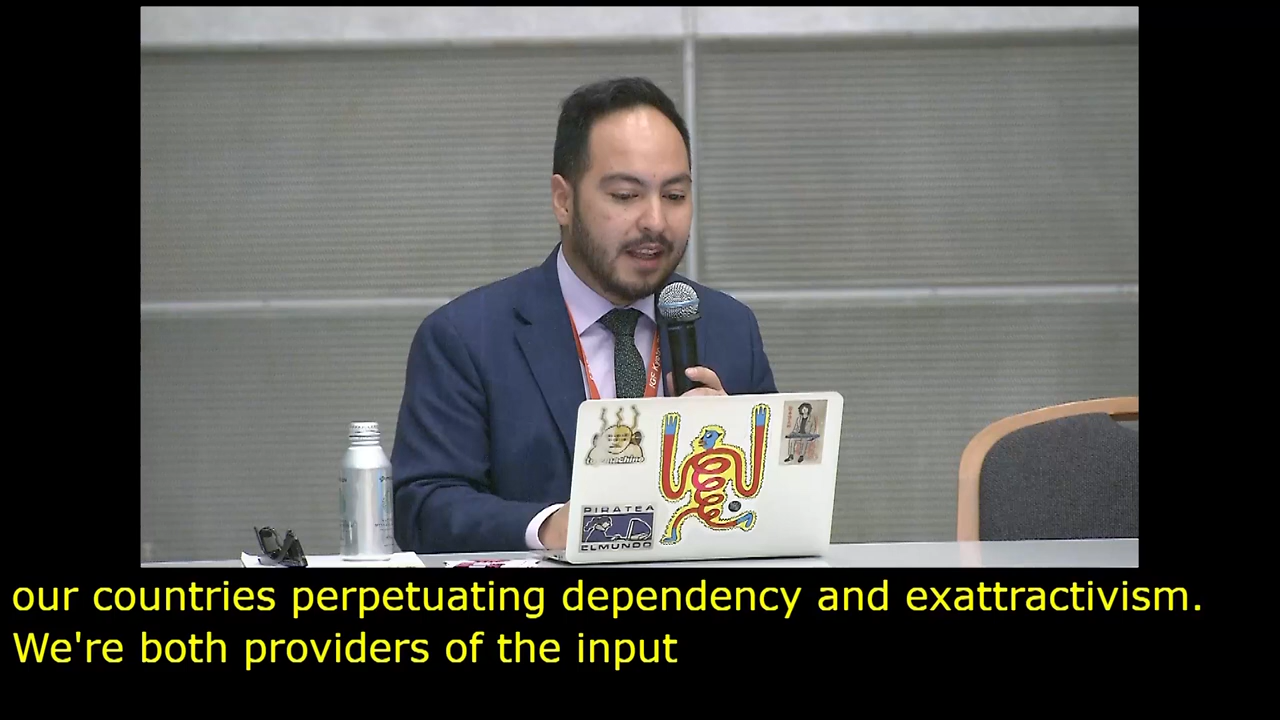 PIRATEA
ELMUNDO
our countries perpetuating dependency and exattractivism.
We're both providers of the input